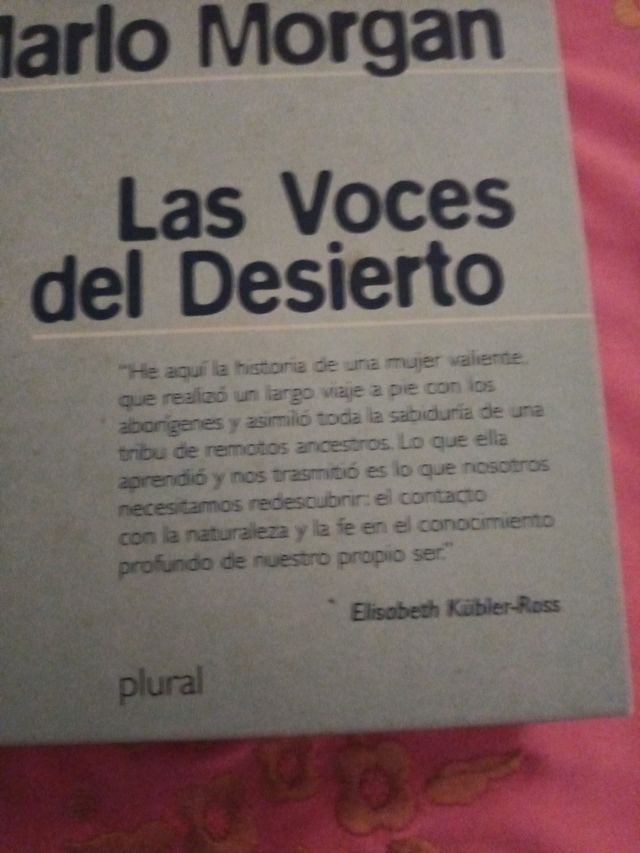 Marlo Morgan
Las Voces
del Desierto
"He aquí la historia de una mujer valiente,
que realizó un largo viaje a pie con los
aborígenes y asimiló toda la sabiduría de una
tribu de remotos ancestros. Lo que ella
aprendió y nos trasmitió es lo que nosotros
necesitamos redescubrir: el contacto
con la naturaleza y la fe en el conocimiento
profundo de nuestro propio ser."
Elisabeth Kübler-Ross
plural